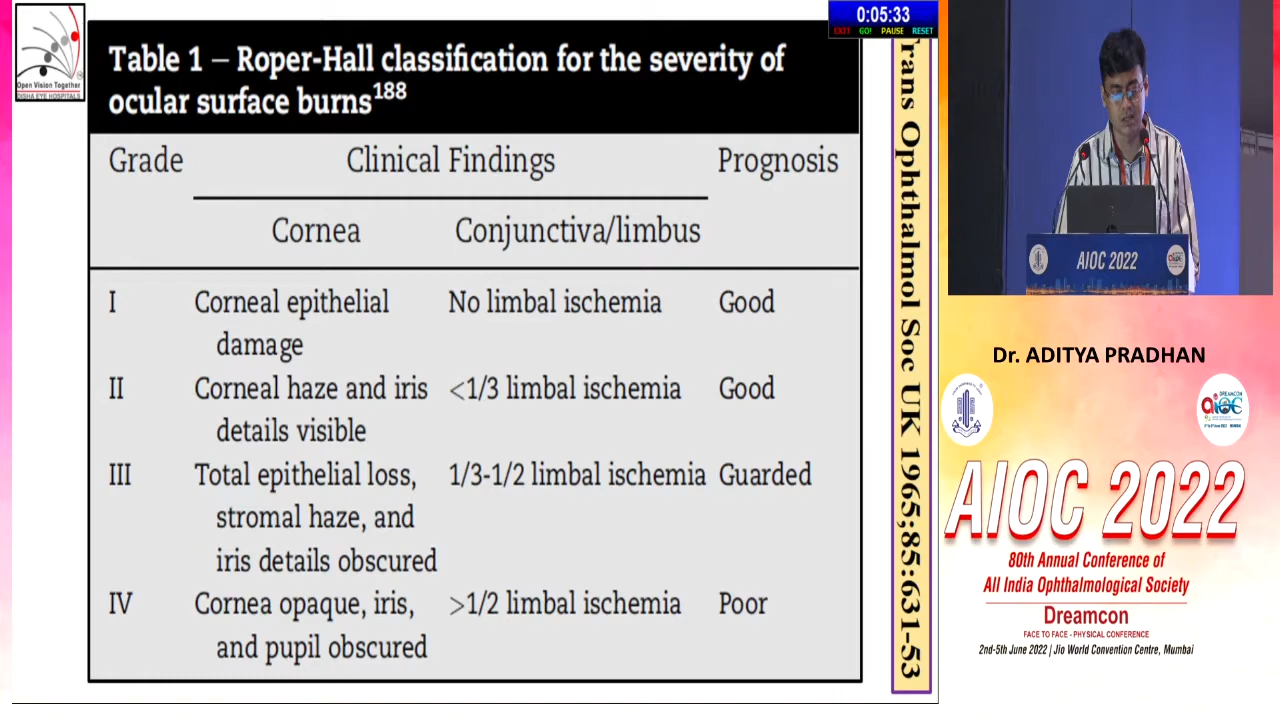 Open Vision Together
DISHA EYE HOSPITALS
0:05:33
EXIT GO! PAUSE RESET
Table 1 – Roper-Hall classification for the severity of
ocular surface burns188
Grade Clinical Findings Prognosis
Cornea Conjunctiva/limbus
I Corneal epithelial No limbal ischemia Good
damage
II Corneal haze and iris <1/3 limbal ischemia Good
details visible
III Total epithelial loss, 1/3-1/2 limbal ischemia Guarded
stromal haze, and
iris details obscured
IV Cornea opaque, iris, >1/2 limbal ischemia Poor
and pupil obscured
rans Ophthalmol Soc UK 1965;85:631-53
AIOC 2022
Dr. ADITYA PRADHAN
DREAMCON
AIOC
AIOC 2022
80th Annual Conference of
All India Ophthalmological Society
Dreamcon
FACE TO FACE - PHYSICAL CONFERENCE
2nd-5th June 2022 | Jio World Convention Centre, Mumbai